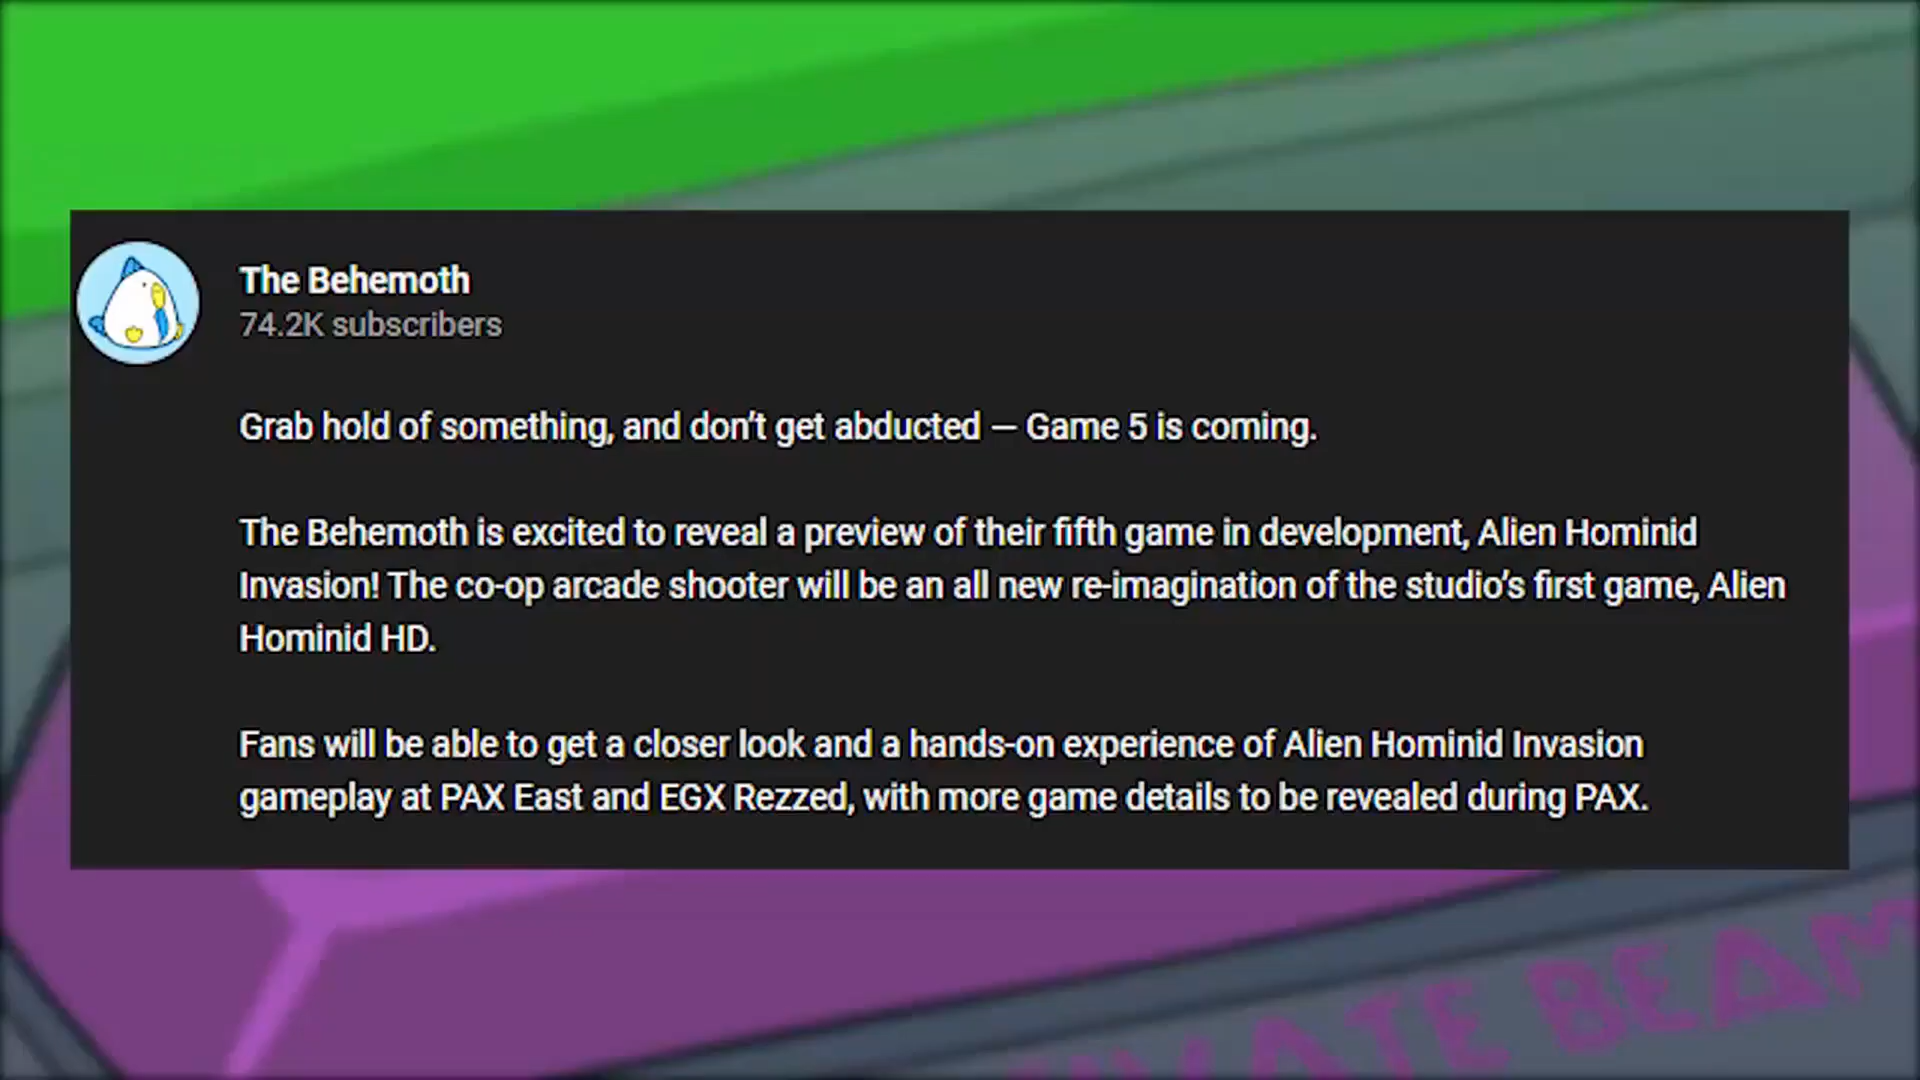 The Behemoth
74.2K subscribers
Grab hold of something, and don’t get abducted — Game 5 is coming.
The Behemoth is excited to reveal a preview of their fifth game in development, Alien Hominid
Invasion! The co-op arcade shooter will be an all new re-imagination of the studio’s first game, Alien
Hominid HD.
Fans will be able to get a closer look and a hands-on experience of Alien Hominid Invasion
gameplay at PAX East and EGX Rezzed, with more game details to be revealed during PAX.
BEAM